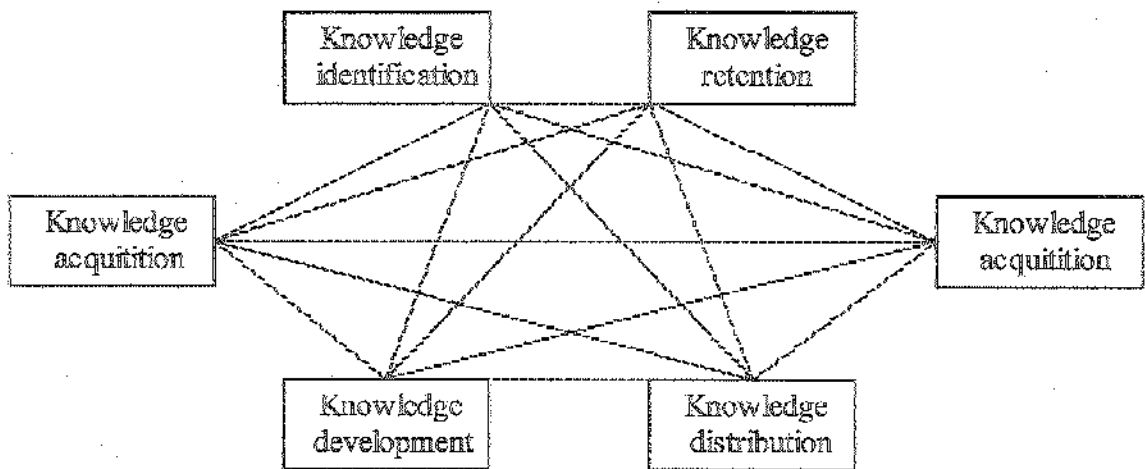 Knowledge
identification
Knowledge
retention
Knowledge
acquitition
Knowledge
acquitition
Knowledge
development
Knowledge
distribution